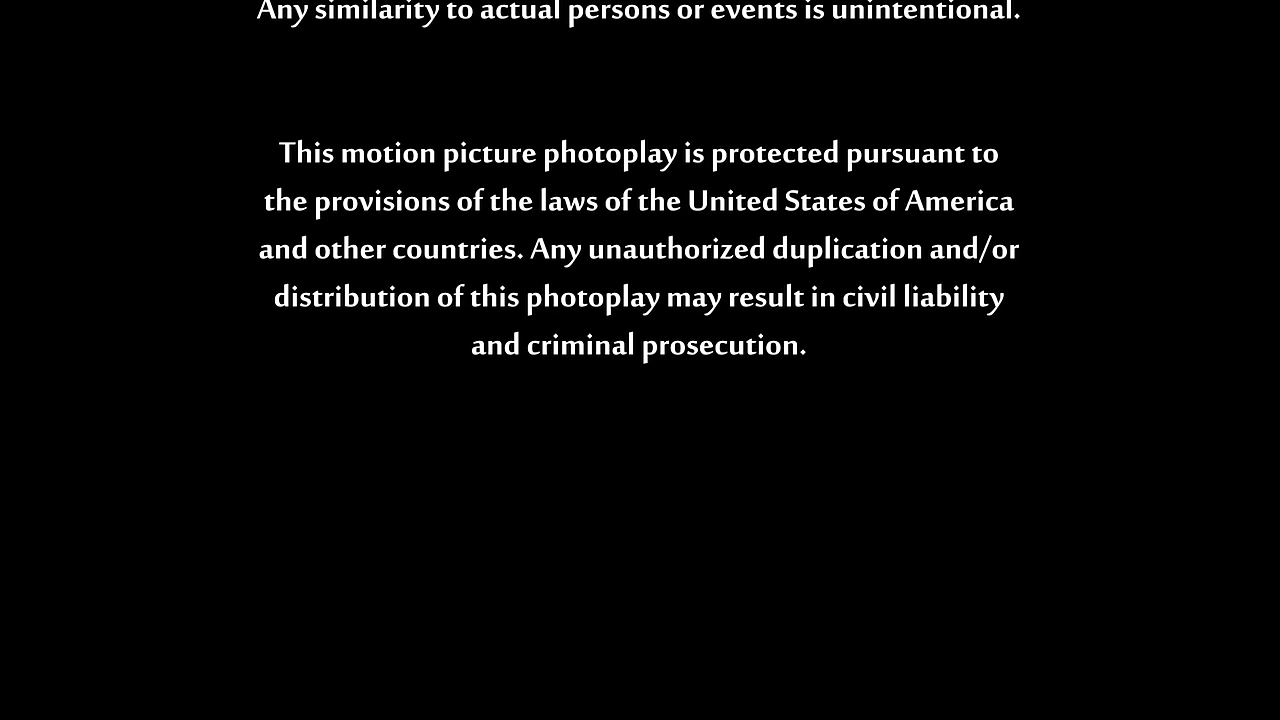 Any similarity to actual persons or events is unintentional.
This motion picture photoplay is protected pursuant to
the provisions of the laws of the United States of America
and other countries. Any unauthorized duplication and/or
distribution of this photoplay may result in civil liability
and criminal prosecution.